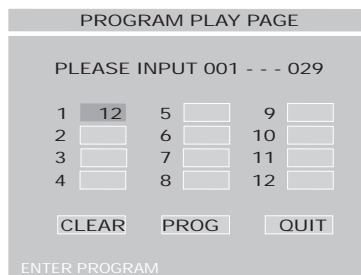 PROGRAM PLAY PAGE
PLEASE INPUT 001 - - - 029
1 12 5 9
2 6 10
3 7 11
4 8 12
CLEAR PROG QUIT
ENTER PROGRAM